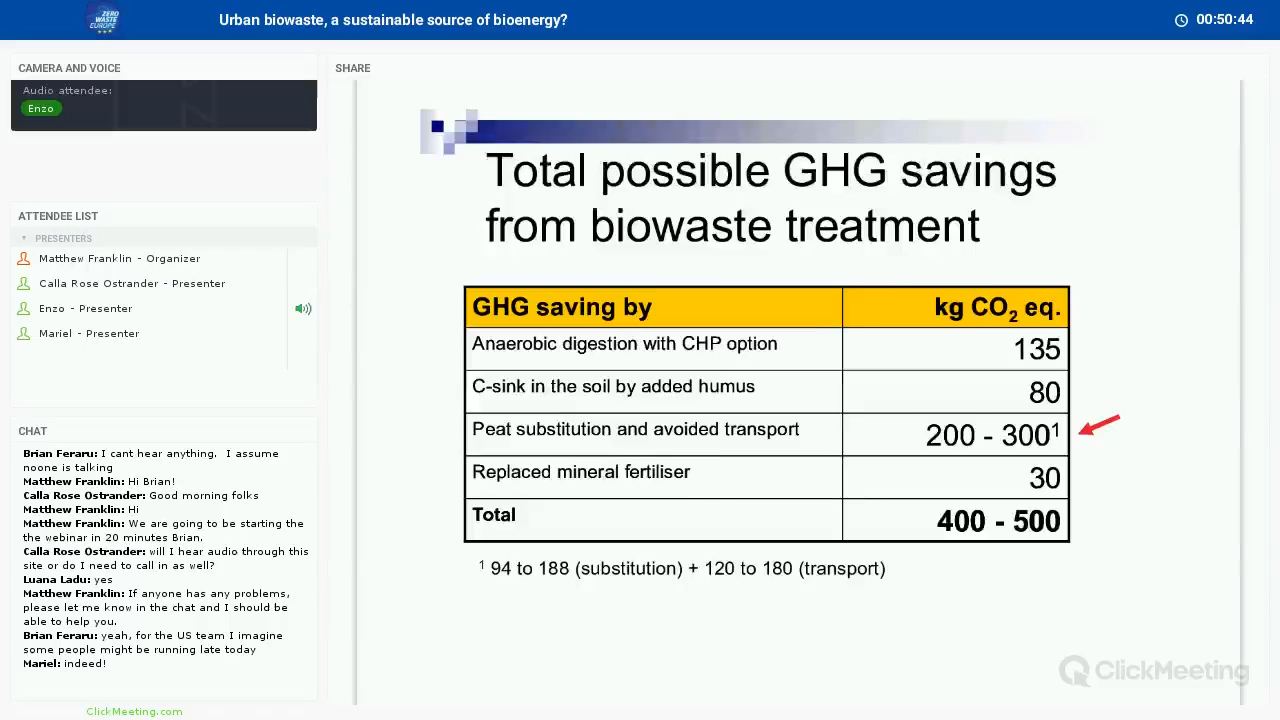 ZERO WASTE EUROPE
Urban biowaste, a sustainable source of bioenergy?
00:50:44
CAMERA AND VOICE
Audio attendee:
Enzo
ATTENDEE LIST
PRESENTERS
Matthew Franklin - Organizer
Calla Rose Ostrander - Presenter
Enzo - Presenter
Mariel - Presenter
CHAT
Brian Feraru: I cant hear anything. I assume
noone is talking
Matthew Franklin: Hi Brian!
Calla Rose Ostrander: Good morning folks
Matthew Franklin: Hi
Matthew Franklin: We are going to be starting the
webinar in 20 minutes Brian.
Calla Rose Ostrander: will I hear audio through this
site or do I need to call in as well?
Luana Ladu: yes
Matthew Franklin: If anyone has any problems,
please let me know in the chat and I should be
able to help you.
Brian Feraru: yeah, for the US team I imagine
some people might be running late today
Mariel: indeed!
ClickMeeting.com
SHARE
Total possible GHG savings
from biowaste treatment
GHG saving by kg CO₂ eq.
Anaerobic digestion with CHP option 135
C-sink in the soil by added humus 80
Peat substitution and avoided transport 200 - 300¹
Replaced mineral fertiliser 30
Total 400 - 500
¹ 94 to 188 (substitution) + 120 to 180 (transport)
ClickMeeting